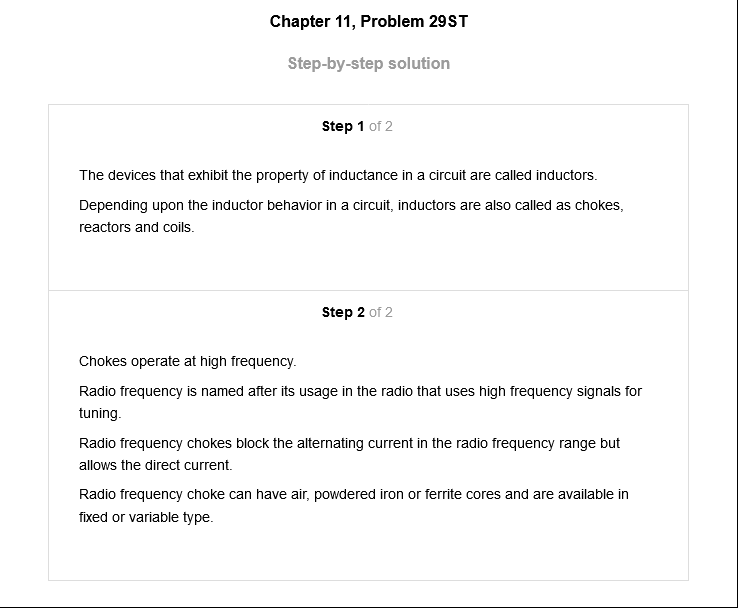 Chapter 11, Problem 29ST
Step-by-step solution
Step 1 of 2
The devices that exhibit the property of inductance in a circuit are called inductors.
Depending upon the inductor behavior in a circuit, inductors are also called as chokes,
reactors and coils.
Step 2 of 2
Chokes operate at high frequency.
Radio frequency is named after its usage in the radio that uses high frequency signals for
tuning.
Radio frequency chokes block the alternating current in the radio frequency range but
allows the direct current.
Radio frequency choke can have air, powdered iron or ferrite cores and are available in
fixed or variable type.